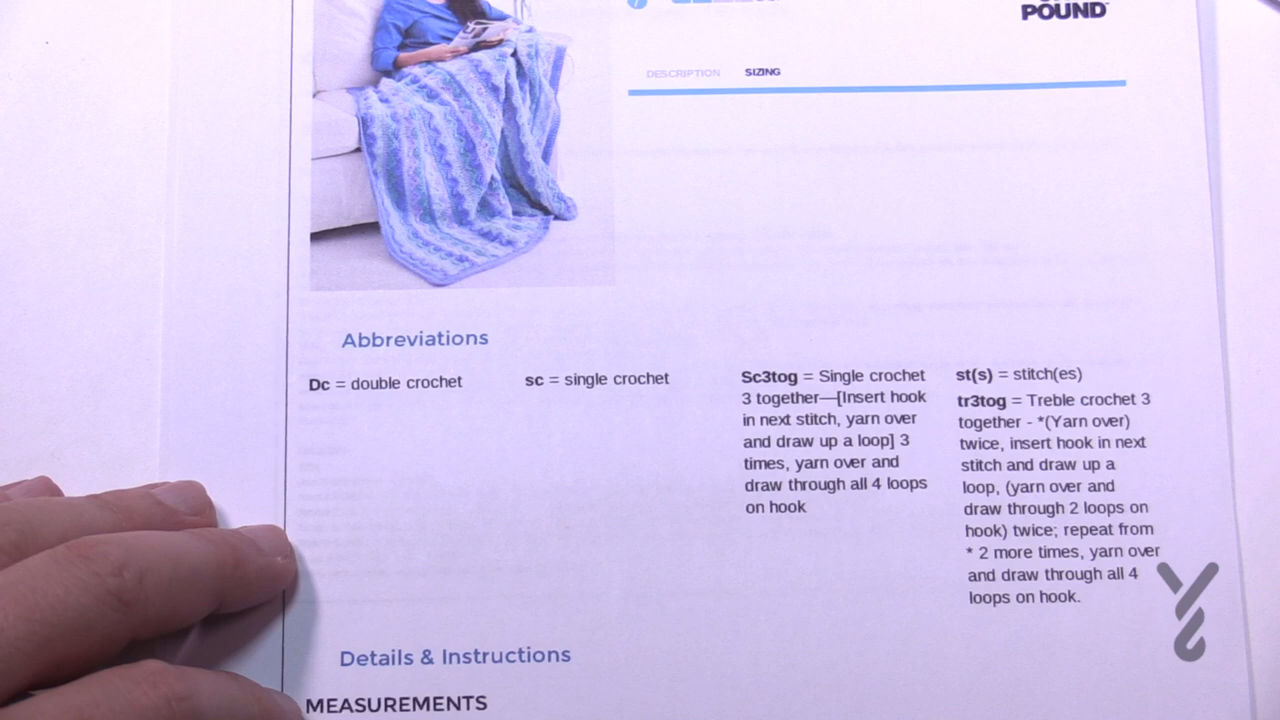 POUND
DESCRIPTION SIZING
Abbreviations
Dc = double crochet
sc = single crochet
Sc3tog = Single crochet
3 together—[Insert hook
in next stitch, yarn over
and draw up a loop] 3
times, yarn over and
draw through all 4 loops
on hook
st(s) = stitch(es)
tr3tog = Treble crochet 3
together - *(Yarn over)
twice, insert hook in next
stitch and draw up a
loop, (yarn over and
draw through 2 loops on
hook) twice; repeat from
* 2 more times, yarn over
and draw through all 4
loops on hook.
Details & Instructions
MEASUREMENTS